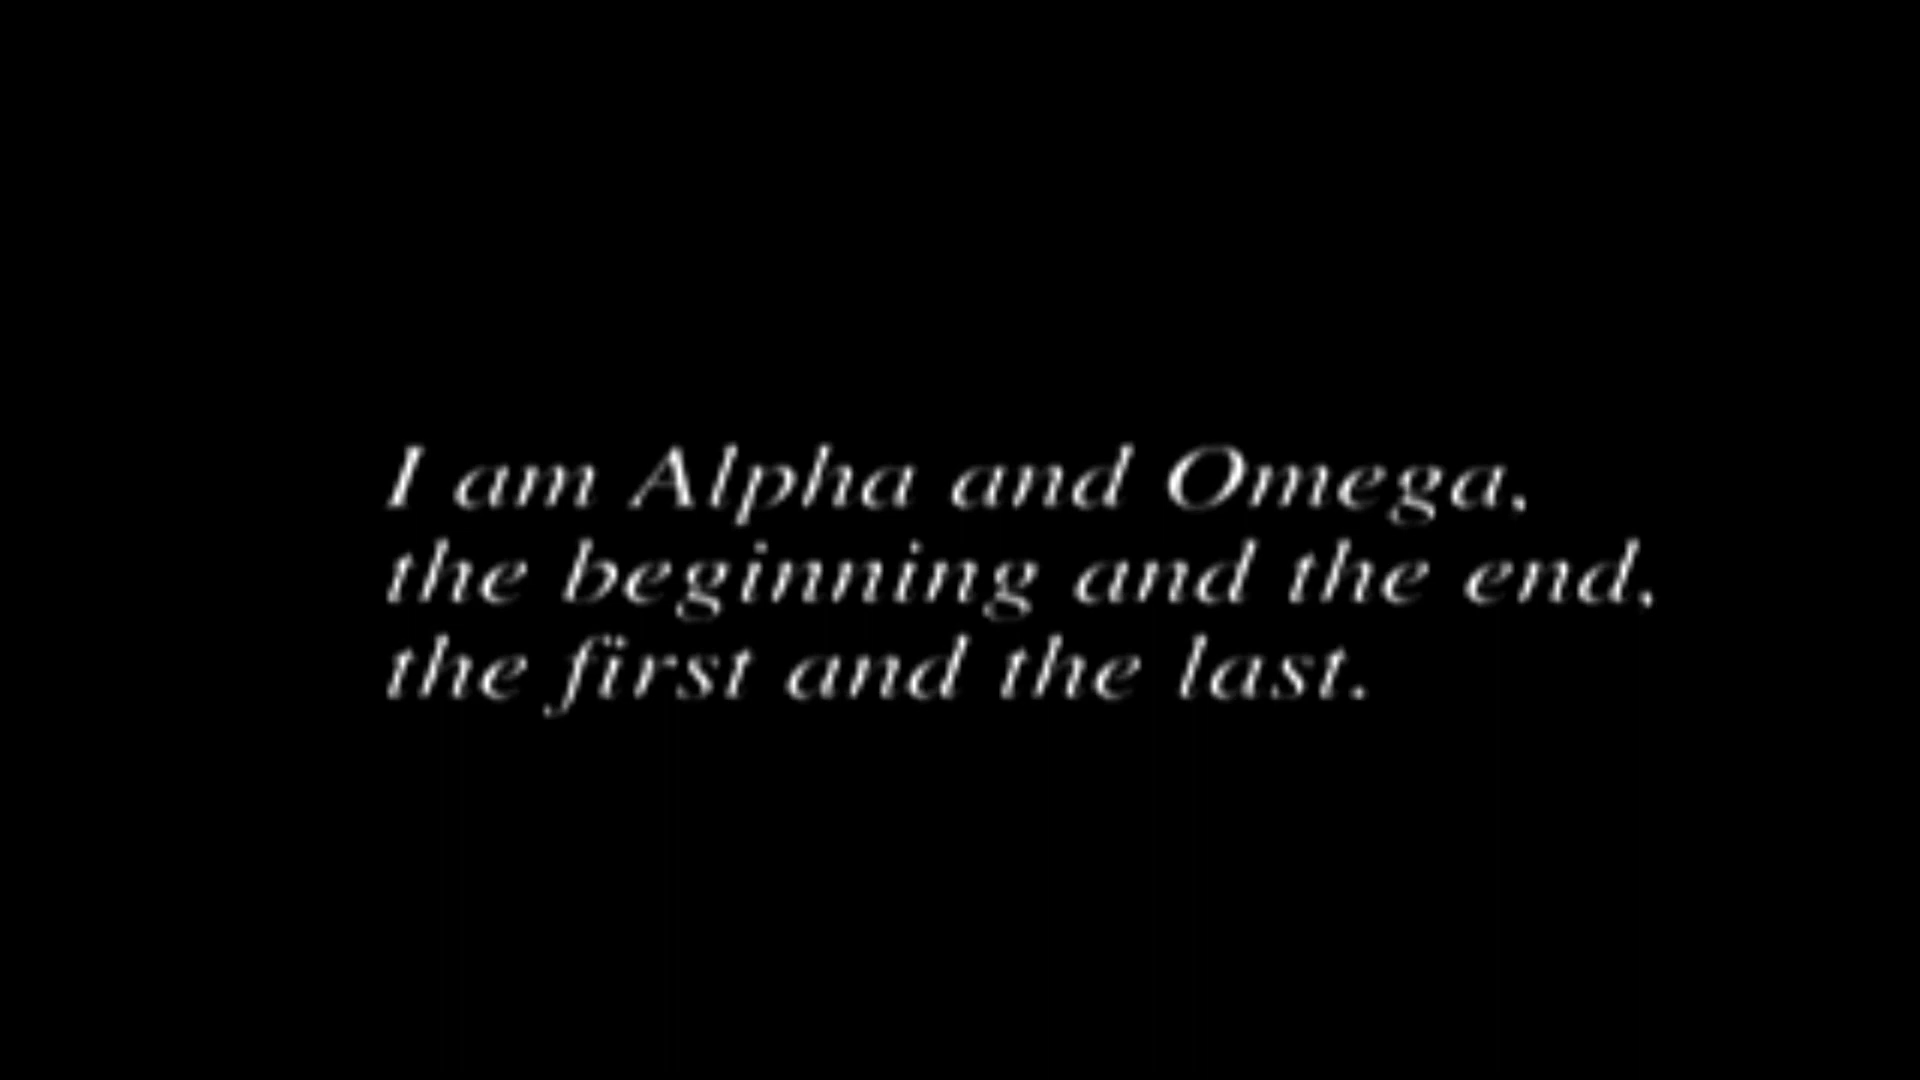 I am Alpha and Omega,
the beginning and the end,
the first and the last.